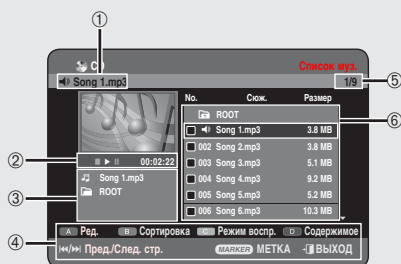 ①
CD Список муз.
Song 1.mp3 1/9 ⑤
No. Сюж. Размер
ROOT ⑥
Song 1.mp3 3.8 MB
② 00:02:22 002 Song 2.mp3 3.8 MB
Song 1.mp3 003 Song 3.mp3 5.1 MB
③ ROOT 004 Song 4.mp3 9.2 MB
005 Song 5.mp3 5.2 MB
006 Song 6.mp3 10.3 MB
④ A Ред. B Сортировка C Режим воспр. D Содержимое
Пред./След. стр. MARKER МЕТКА ВЫХОД